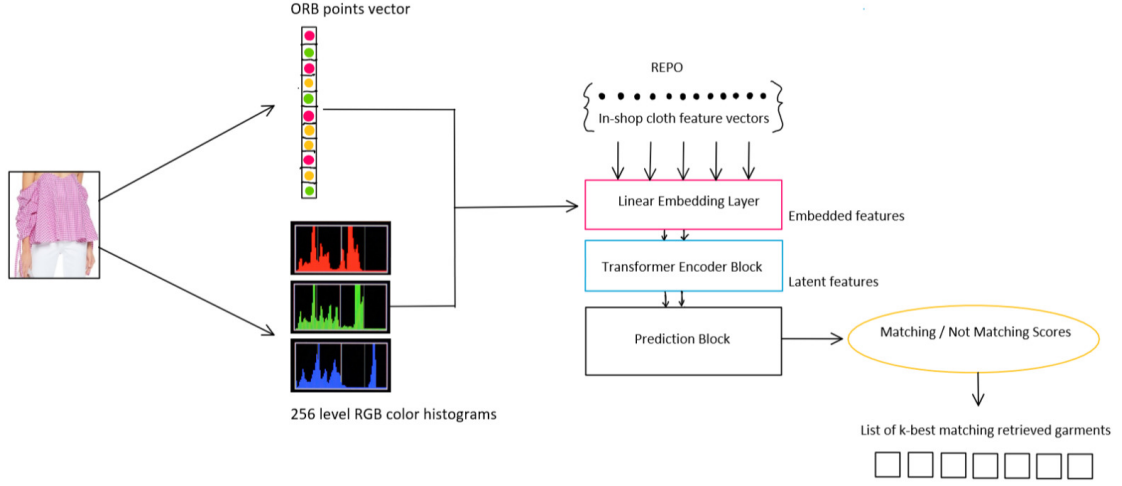 ORB points vector
REPO
In-shop cloth feature vectors
Linear Embedding Layer
Embedded features
Transformer Encoder Block
Latent features
Prediction Block
Matching / Not Matching Scores
256 level RGB color histograms
List of k-best matching retrieved garments